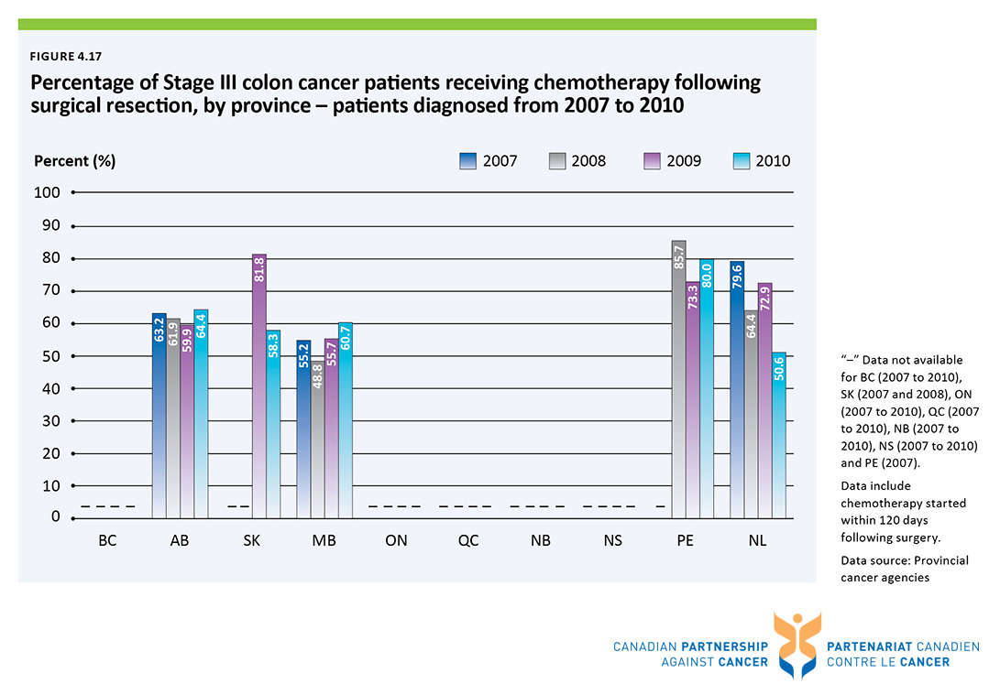 FIGURE 4.17
Percentage of Stage III colon cancer patients receiving chemotherapy following
surgical resection, by province – patients diagnosed from 2007 to 2010
Percent (%)
2007 2008 2009 2010
100
90
80
70
60
50
40
30
20
10
0
63.2 61.9 59.9 64.4
81.8 58.3
55.2 48.8 55.7 60.7
85.7 73.3 80.0
79.6 64.4 72.9 50.6
– – – –
– –
– – – –
– – – –
– – – –
– – – –
–
BC AB SK MB ON QC NB NS PE NL
“–” Data not available
for BC (2007 to 2010),
SK (2007 and 2008), ON
(2007 to 2010), QC (2007
to 2010), NB (2007 to
2010), NS (2007 to 2010)
and PE (2007).
Data include
chemotherapy started
within 120 days
following surgery.
Data source: Provincial
cancer agencies
CANADIAN PARTNERSHIP
AGAINST CANCER
PARTENARIAT CANADIEN
CONTRE LE CANCER